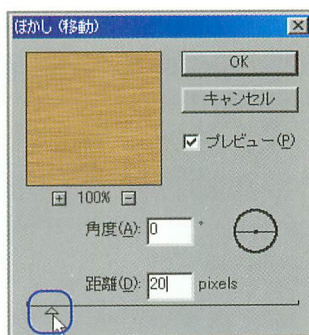 ぼかし (移動)
OK
キャンセル
プレビュー(P)
100%
角度(A): 0 °
距離(D): 20 pixels